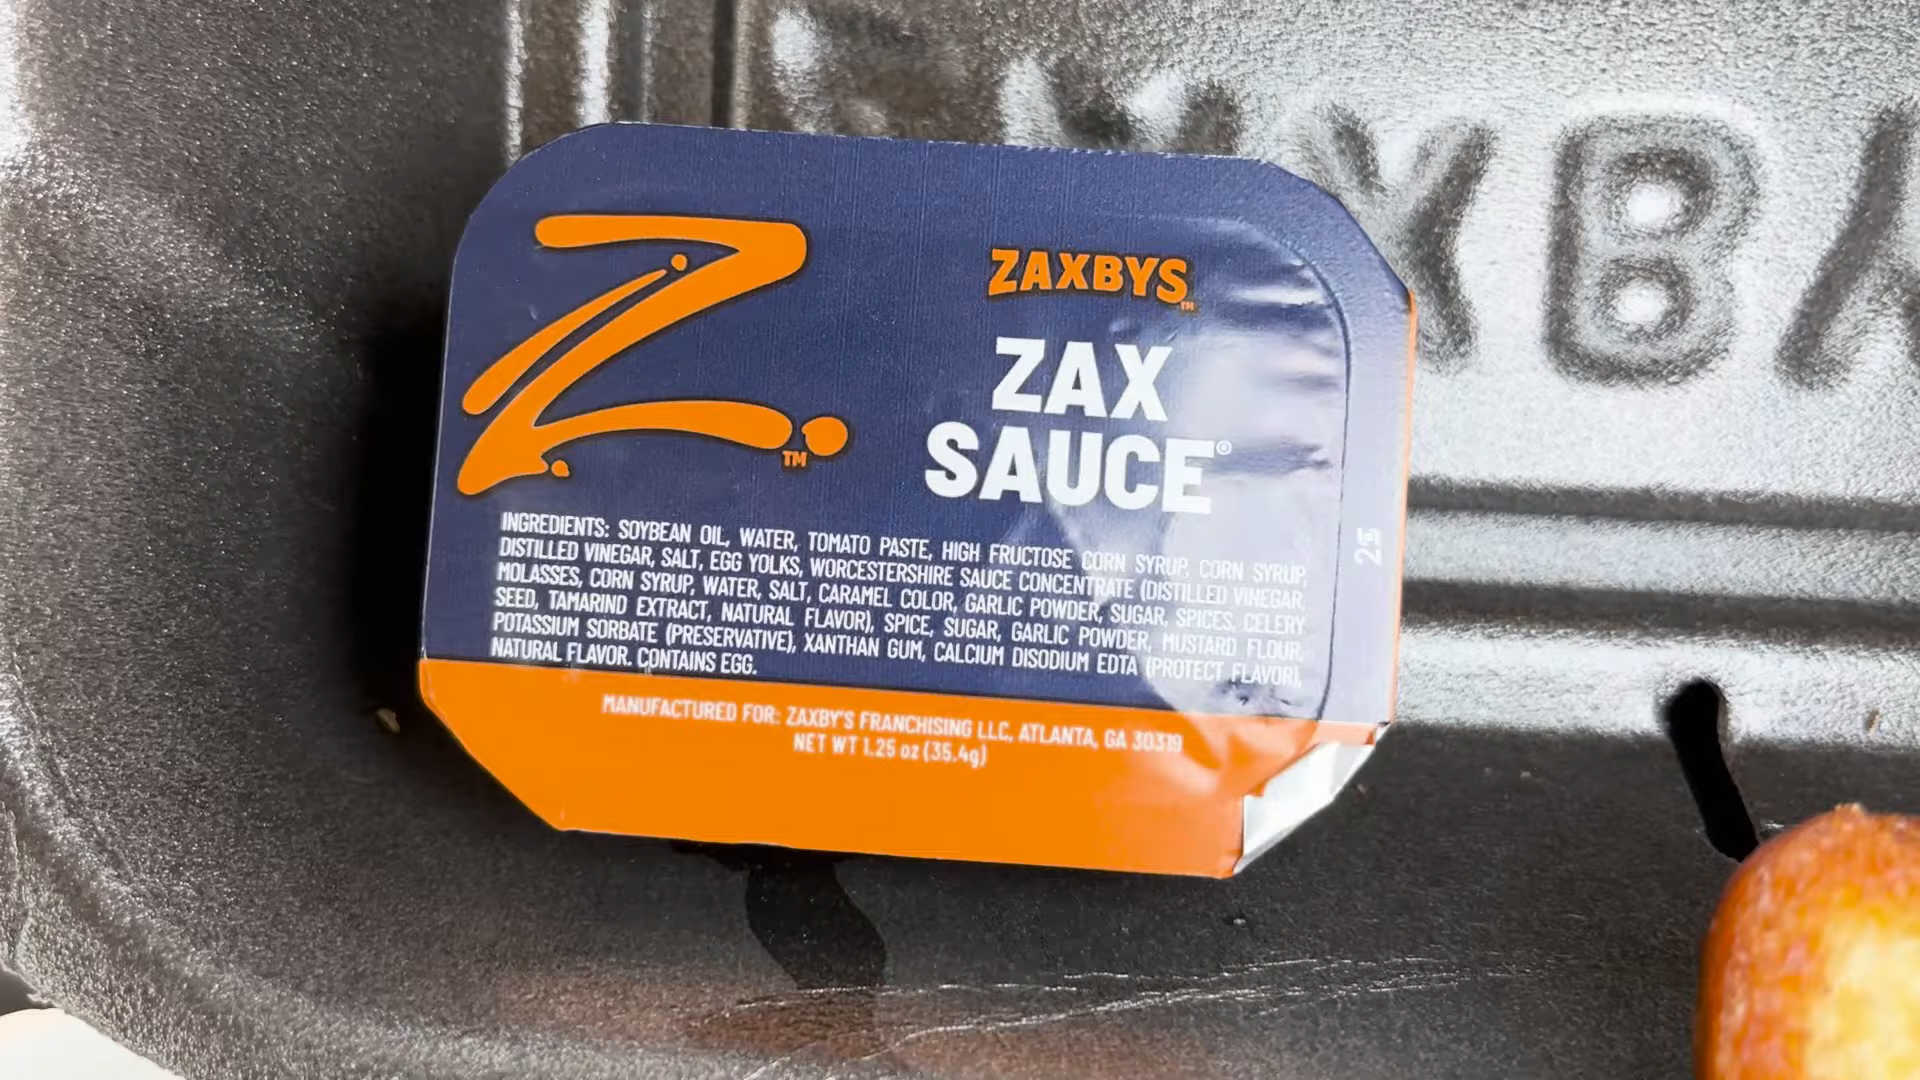 Z.
TM
ZAXBYS
TM
ZAX
SAUCE®
INGREDIENTS: SOYBEAN OIL, WATER, TOMATO PASTE, HIGH FRUCTOSE CORN SYRUP, CORN SYRUP,
DISTILLED VINEGAR, SALT, EGG YOLKS, WORCESTERSHIRE SAUCE CONCENTRATE (DISTILLED VINEGAR,
MOLASSES, CORN SYRUP, WATER, SALT, CARAMEL COLOR, GARLIC POWDER, SUGAR, SPICES, CELERY
SEED, TAMARIND EXTRACT, NATURAL FLAVOR), SPICE, SUGAR, GARLIC POWDER, MUSTARD FLOUR,
POTASSIUM SORBATE (PRESERVATIVE), XANTHAN GUM, CALCIUM DISODIUM EDTA (PROTECT FLAVOR),
NATURAL FLAVOR. CONTAINS EGG.
MANUFACTURED FOR: ZAXBY'S FRANCHISING LLC, ATLANTA, GA 30319
NET WT 1.25 oz (35.4g)
25
XBY